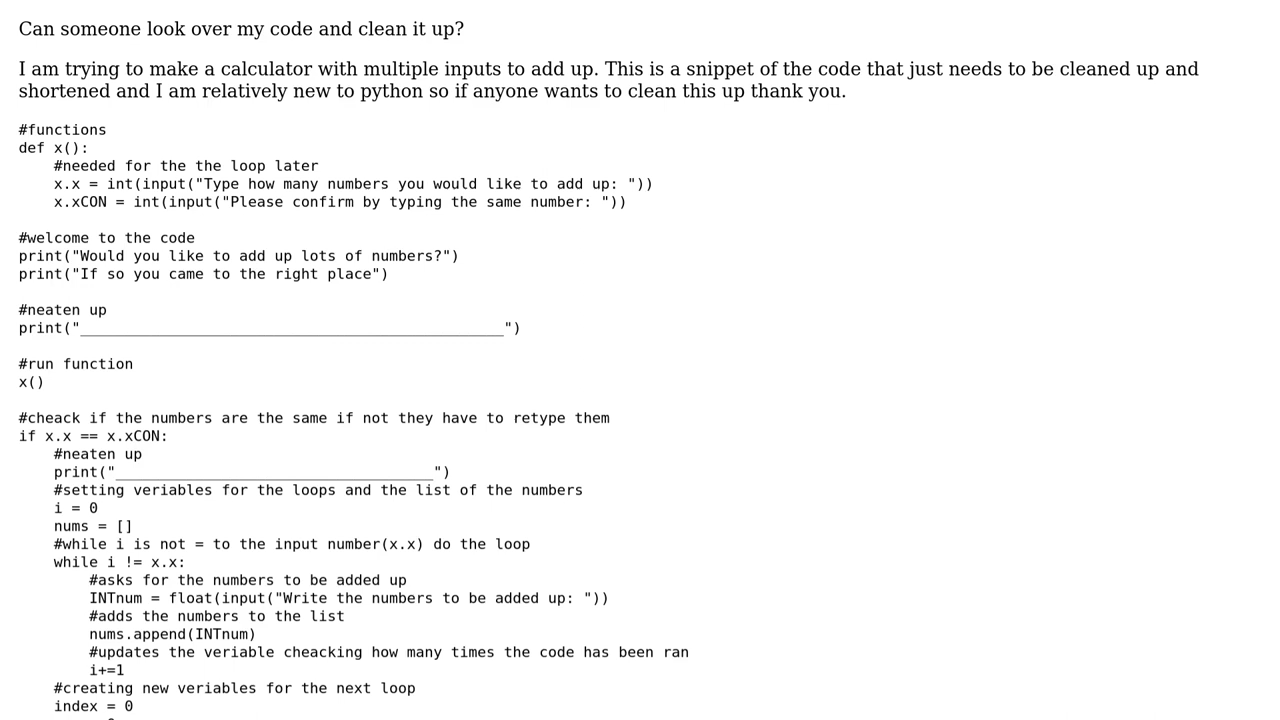 Can someone look over my code and clean it up?
I am trying to make a calculator with multiple inputs to add up. This is a snippet of the code that just needs to be cleaned up and
shortened and I am relatively new to python so if anyone wants to clean this up thank you.
#functions
def x():
    #needed for the the loop later
    x.x = int(input("Type how many numbers you would like to add up: "))
    x.xCON = int(input("Please confirm by typing the same number: "))
#welcome to the code
print("Would you like to add up lots of numbers?")
print("If so you came to the right place")
#neaten up
print("________________________________________________")
#run function
x()
#cheack if the numbers are the same if not they have to retype them
if x.x == x.xCON:
    #neaten up
    print("____________________________________")
    #setting veriables for the loops and the list of the numbers
    i = 0
    nums = []
    #while i is not = to the input number(x.x) do the loop
    while i != x.x:
        #asks for the numbers to be added up
        INTnum = float(input("Write the numbers to be added up: "))
        #adds the numbers to the list
        nums.append(INTnum)
        #updates the veriable cheacking how many times the code has been ran
        i+=1
    #creating new veriables for the next loop
    index = 0